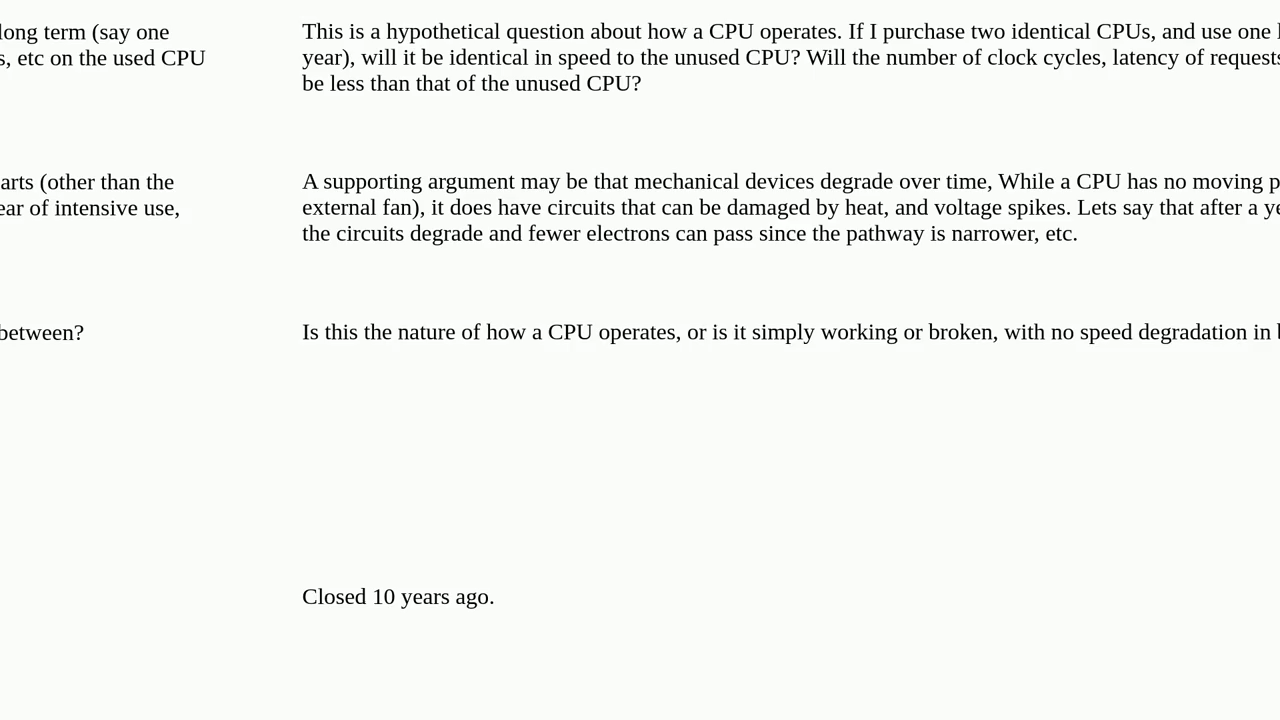 long term (say one
s, etc on the used CPU
arts (other than the
ear of intensive use,
between?
This is a hypothetical question about how a CPU operates. If I purchase two identical CPUs, and use one
year), will it be identical in speed to the unused CPU? Will the number of clock cycles, latency of requests
be less than that of the unused CPU?
A supporting argument may be that mechanical devices degrade over time, While a CPU has no moving p
external fan), it does have circuits that can be damaged by heat, and voltage spikes. Lets say that after a ye
the circuits degrade and fewer electrons can pass since the pathway is narrower, etc.
Is this the nature of how a CPU operates, or is it simply working or broken, with no speed degradation in
Closed 10 years ago.